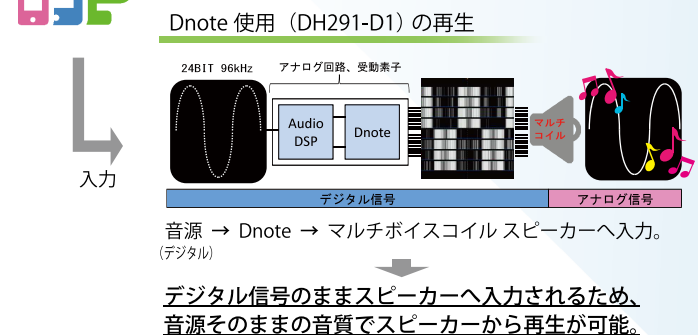 Dnote 使用（DH291-D1）の再生
24BIT 96kHz
アナログ回路、受動素子
Audio
DSP
Dnote
マルチ
コイル
入力
デジタル信号
アナログ信号
音源 → Dnote → マルチボイスコイル スピーカーへ入力。
(デジタル)
デジタル信号のままスピーカーへ入力されるため、
音源そのままの音質でスピーカーから再生が可能。